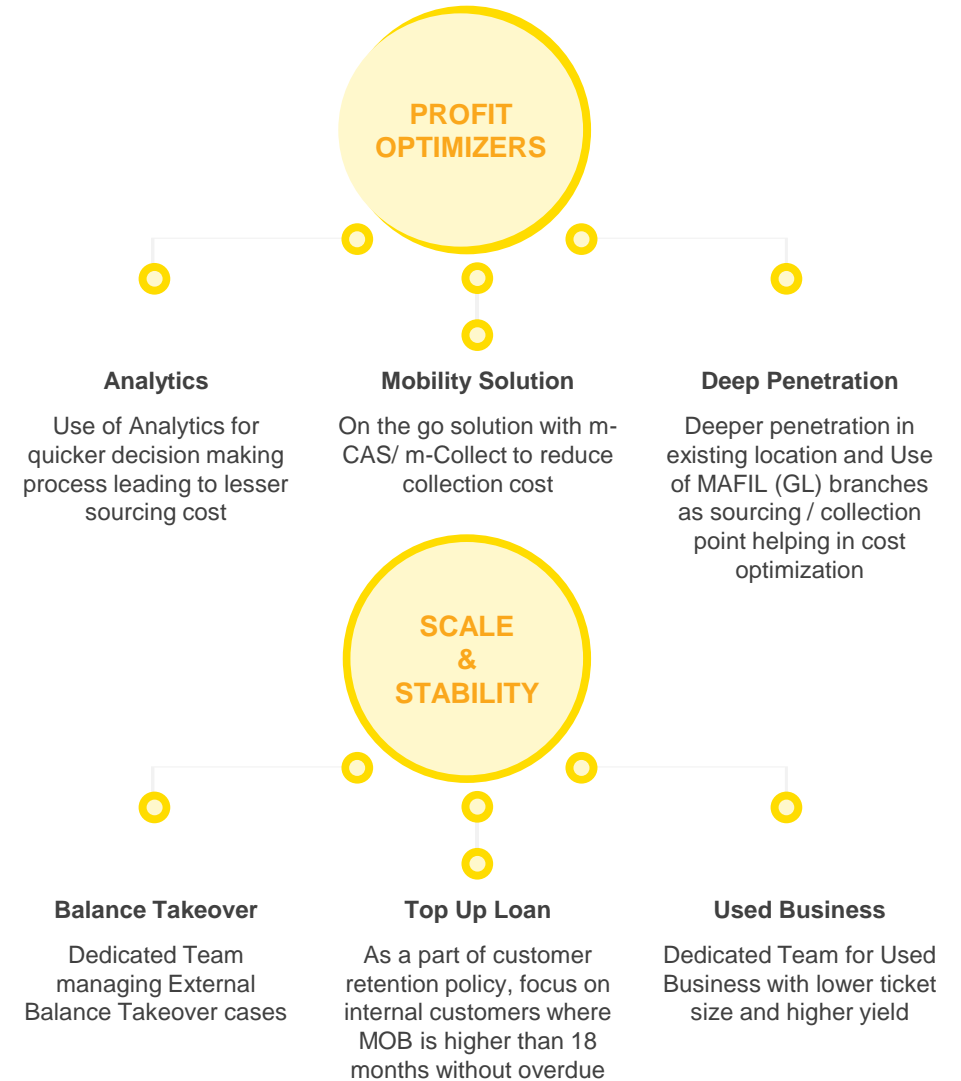 PROFIT
OPTIMIZERS
Analytics
Use of Analytics for
quicker decision making
process leading to lesser
sourcing cost
Mobility Solution
On the go solution with m-
CAS/ m-Collect to reduce
collection cost
Deep Penetration
Deeper penetration in
existing location and Use
of MAFIL (GL) branches
as sourcing / collection
point helping in cost
optimization
SCALE
&
STABILITY
Balance Takeover
Dedicated Team
managing External
Balance Takeover cases
Top Up Loan
As a part of customer
retention policy, focus on
internal customers where
MOB is higher than 18
months without overdue
Used Business
Dedicated Team for Used
Business with lower ticket
size and higher yield